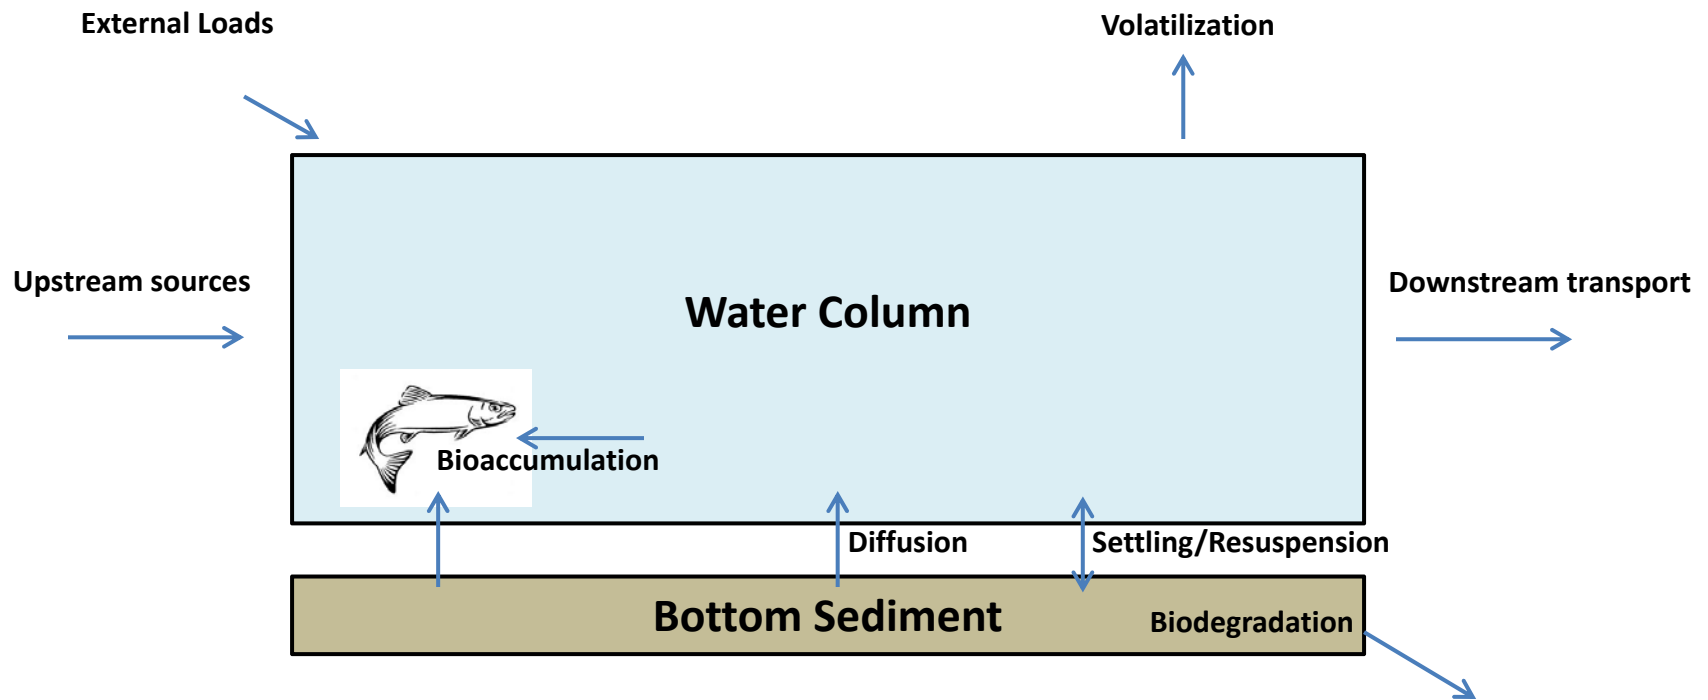 External Loads
Volatilization
Upstream sources
Downstream transport
Water Column
Bioaccumulation
Diffusion
Settling/Resuspension
Bottom Sediment
Biodegradation